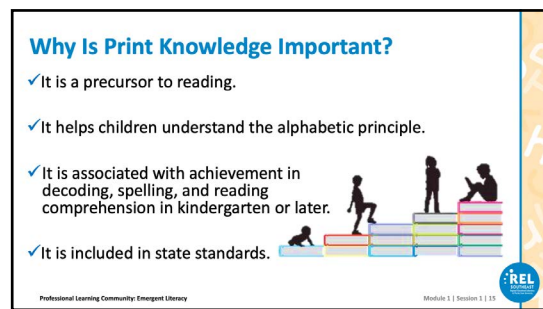 Why Is Print Knowledge Important?
✓It is a precursor to reading.
✓It helps children understand the alphabetic principle.
✓It is associated with achievement in
decoding, spelling, and reading
comprehension in kindergarten or later.
✓It is included in state standards.
REL
SOUTHEAST
Professional Learning Community: Emergent Literacy
Module 1 | Session 1 | 15